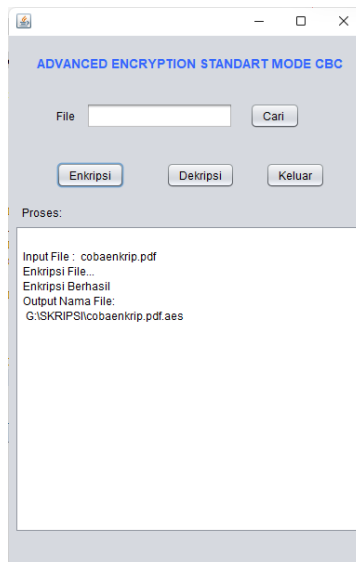 ADVANCED ENCRYPTION STANDART MODE CBC
File
Cari
Enkripsi Dekripsi Keluar
Proses:
Input File : cobaenkrip.pdf
Enkripsi File...
Enkripsi Berhasil
Output Nama File:
G:\SKRIPSI\cobaenkrip.pdf.aes